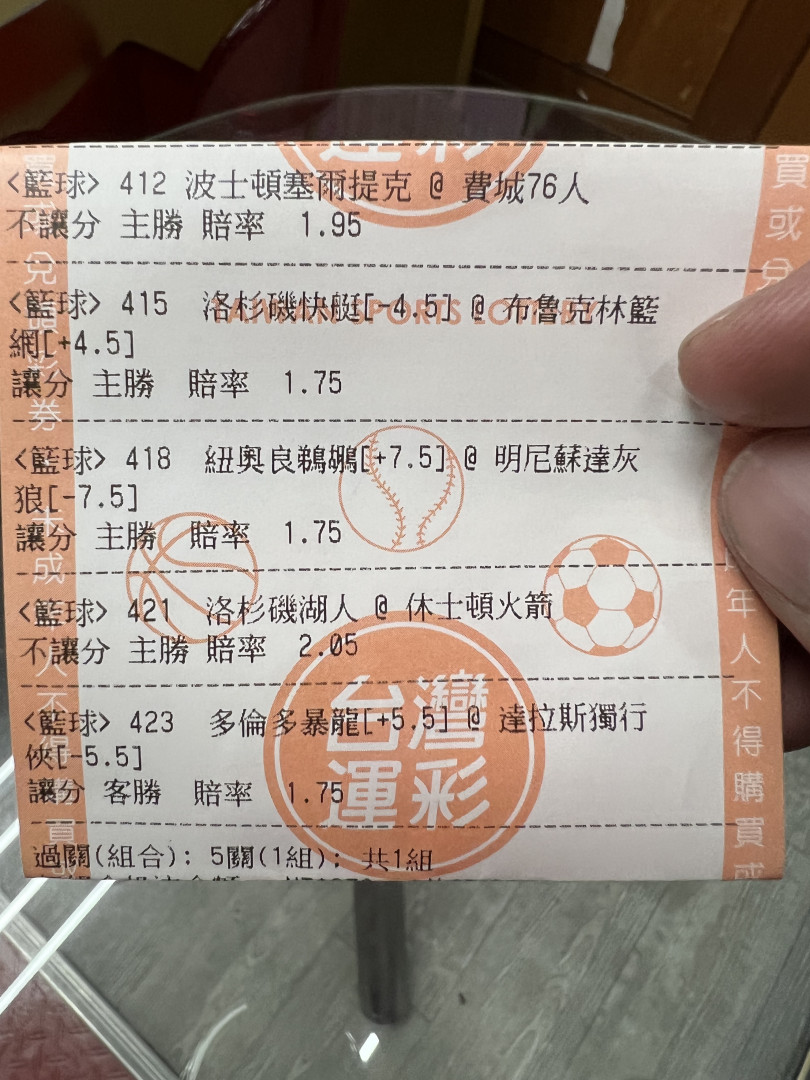 <籃球> 412 波士頓塞爾提克 @ 費城76人
不讓分 主勝 賠率 1.95
<籃球> 415 洛杉磯快艇[-4.5] @ 布魯克林籃
網[+4.5]
讓分 主勝 賠率 1.75
TAIWAN SPORTS LOTTERY
<籃球> 418 紐奧良鵜鶘[+7.5] @ 明尼蘇達灰
狼[-7.5]
讓分 主勝 賠率 1.75
<籃球> 421 洛杉磯湖人 @ 休士頓火箭
不讓分 主勝 賠率 2.05
<籃球> 423 多倫多暴龍[+5.5] @ 達拉斯獨行
俠[-5.5]
讓分 客勝 賠率 1.75
台灣
運彩
過關(組合): 5關(1組): 共1組
運彩
買或兌
年人不得購買或